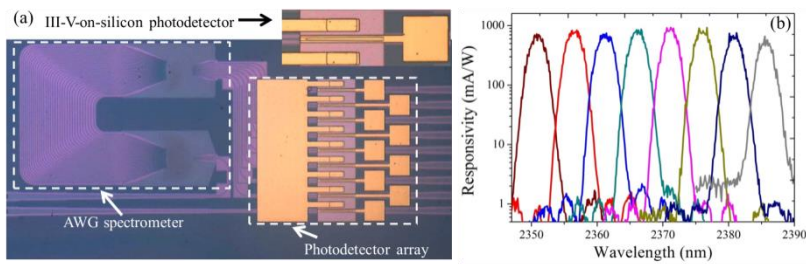 (a)
III-V-on-silicon photodetector
AWG spectrometer
Photodetector array
(b)
Responsivity (mA/W)
1000
100
10
1
2350
2360
2370
2380
2390
Wavelength (nm)